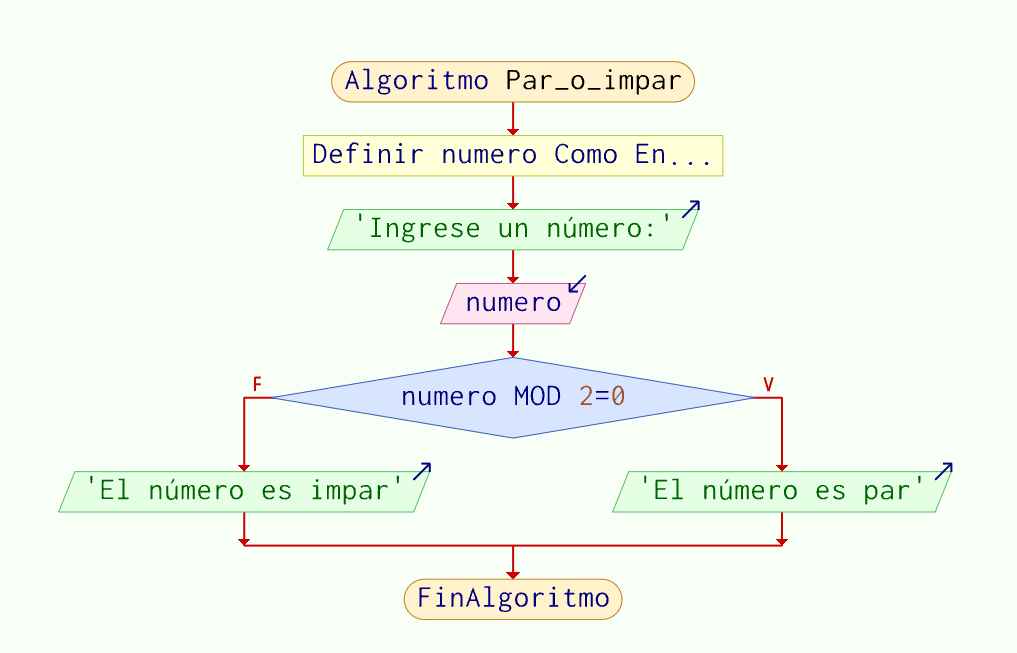 Algoritmo Par_o_impar
Definir numero Como En...
'Ingrese un número:'
numero
numero MOD 2=0
F
V
'El número es impar'
'El número es par'
FinAlgoritmo